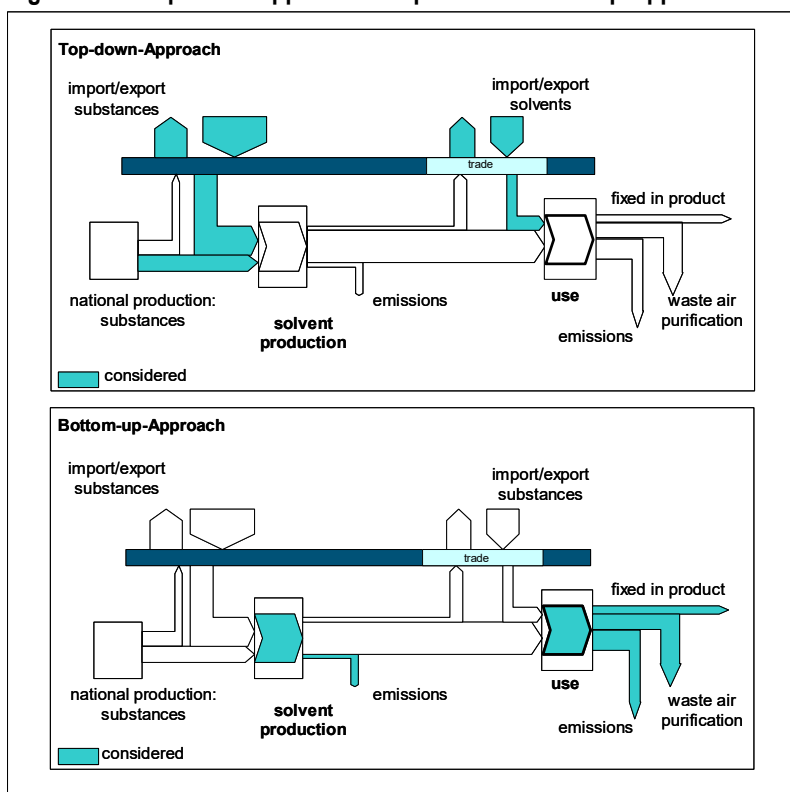 Top-down-Approach
import/export
substances
import/export
solvents
trade
fixed in product
national production:
substances
emissions
solvent
production
use
waste air
purification
emissions
considered
Bottom-up-Approach
import/export
substances
import/export
substances
trade
fixed in product
national production:
substances
emissions
solvent
production
use
waste air
purification
emissions
considered